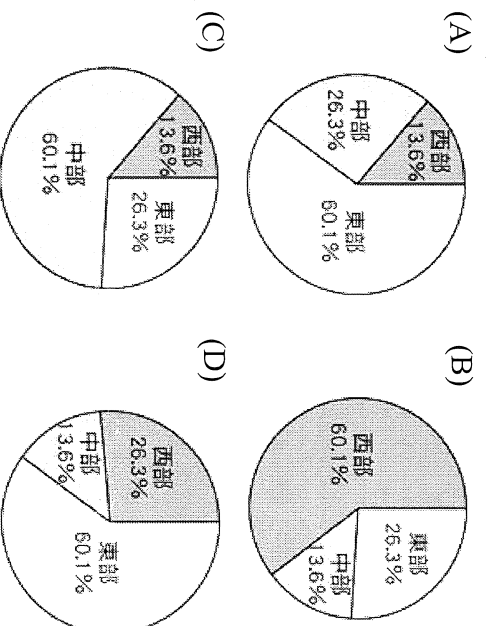 (A)
西部
13.6%
中部
26.3%
東部
60.1%
(B)
東部
26.3%
西部
60.1%
中部
13.6%
(C)
西部
13.6%
東部
26.3%
中部
60.1%
(D)
西部
26.3%
中部
13.6%
東部
60.1%